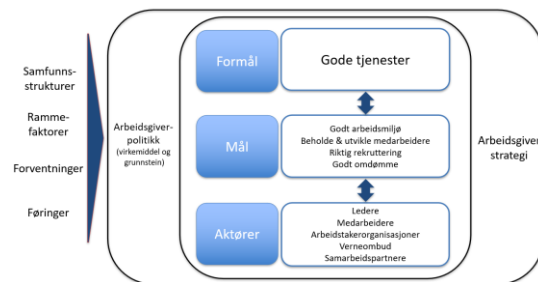 Samfunns-
strukturer
Ramme-
faktorer
Forventninger
Føringer
Arbeidsgiver-
politikk
(virkemiddel og
grunnstein)
Formål
Gode tjenester
Mål
Godt arbeidsmiljø
Beholde & utvikle medarbeidere
Riktig rekruttering
Godt omdømme
Aktører
Ledere
Medarbeidere
Arbeidstakerorganisasjoner
Verneombud
Samarbeidspartnere
Arbeidsgiver
strategi